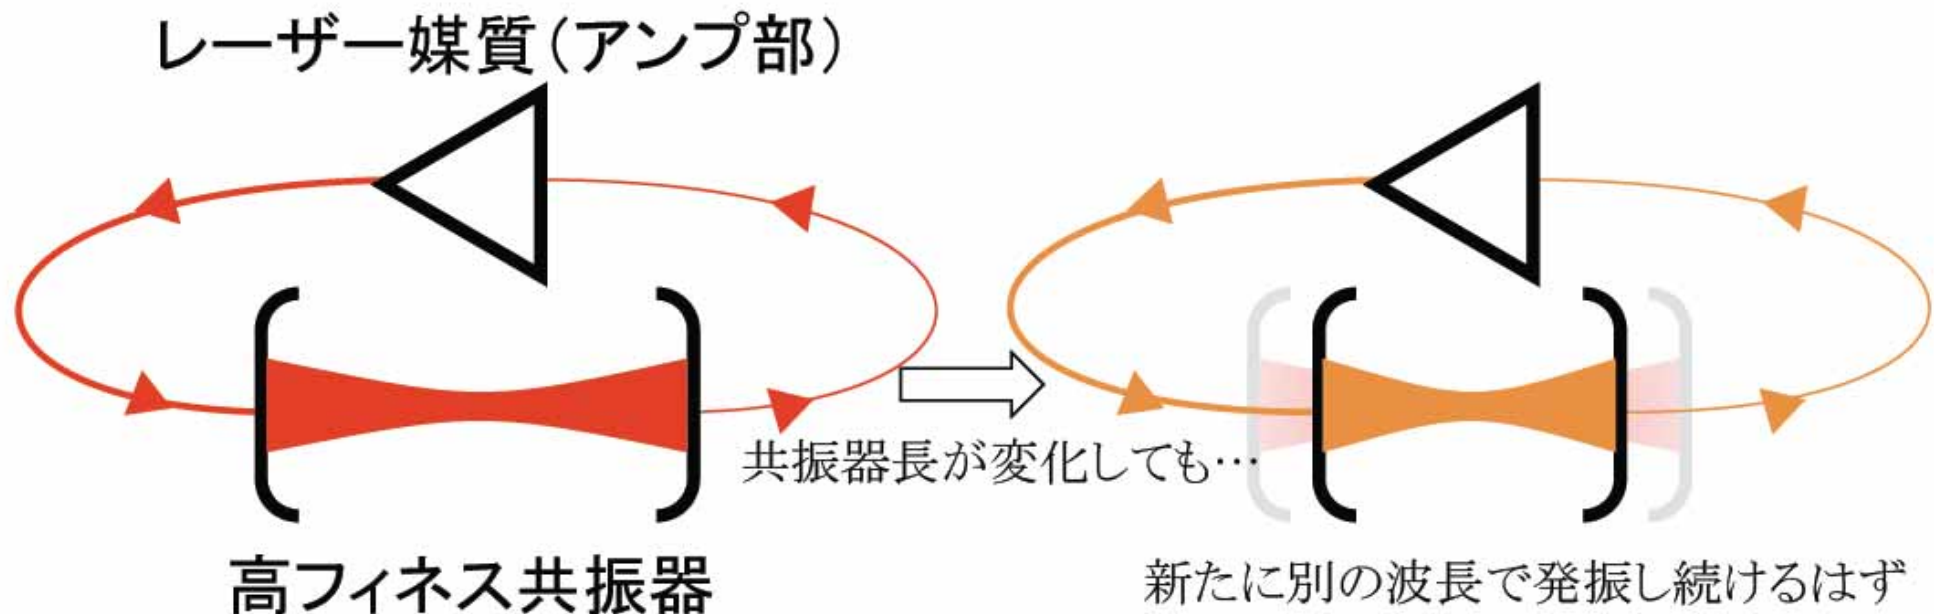 レーザー媒質(アンプ部)
共振器長が変化しても…
高フィネス共振器
新たに別の波長で発振し続けるはず